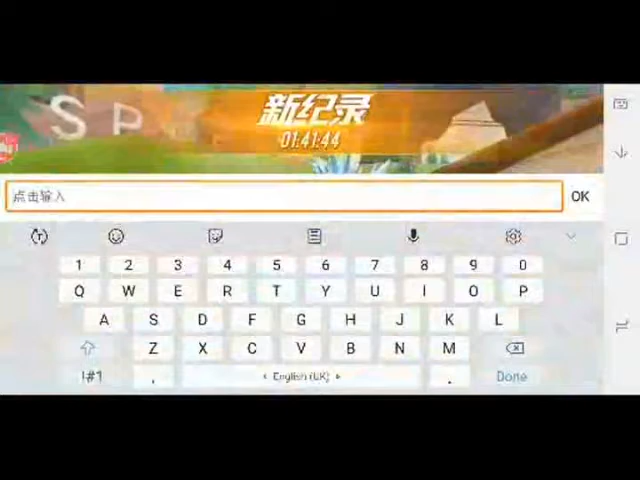 新纪录
SP
01:41:44
点击输入
OK
1 2 3 4 5 6 7 8 9 0
Q W E R T Y U I O P
A S D F G H J K L
Z X C V B N M
!#1 , English (UK) . Done